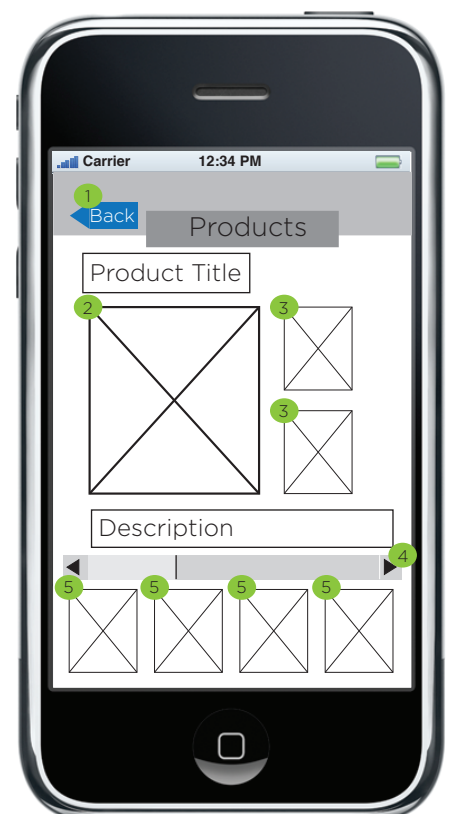 Carrier 12:34 PM
1
Back
Products
Product Title
2 3
3
Description
4
5 5 5 5